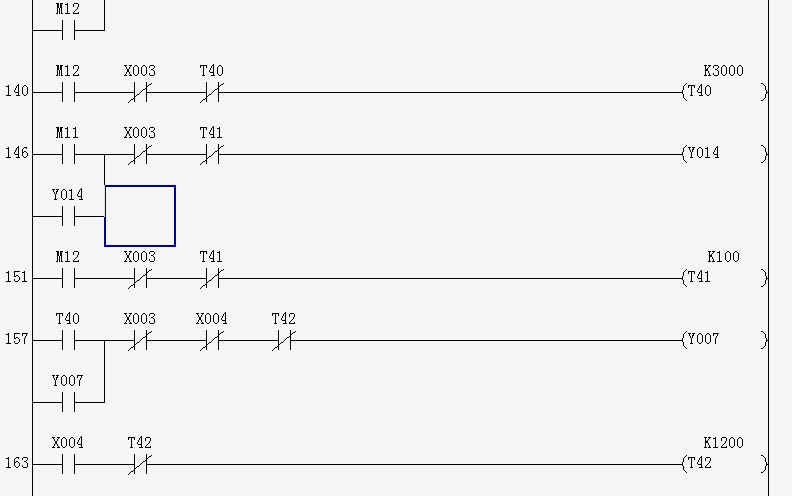 M12
M12 X003 T40 K3000
140 (T40 )
M11 X003 T41
146 (Y014 )
Y014
M12 X003 T41 K100
151 (T41 )
T40 X003 X004 T42
157 (Y007 )
Y007
X004 T42 K1200
163 (T42 )